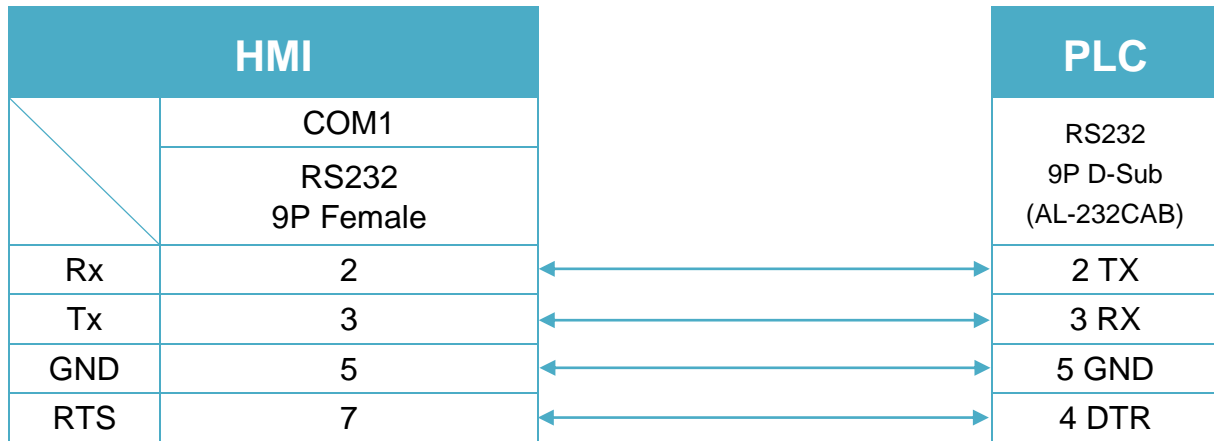 HMI
PLC
COM1
RS232
9P Female
RS232
9P D-Sub
(AL-232CAB)
Rx 2 2 TX
Tx 3 3 RX
GND 5 5 GND
RTS 7 4 DTR